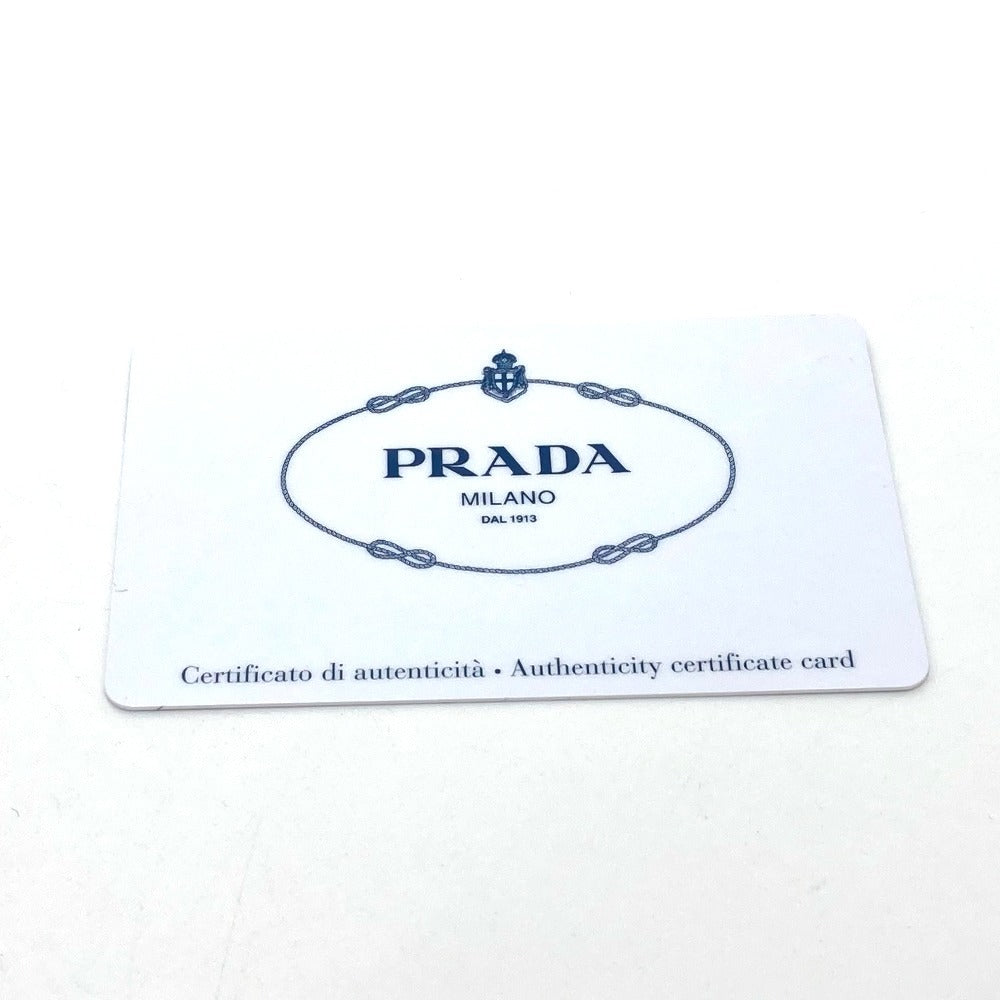 PRADA
MILANO
DAL 1913
Certificato di autenticità • Authenticity certificate card